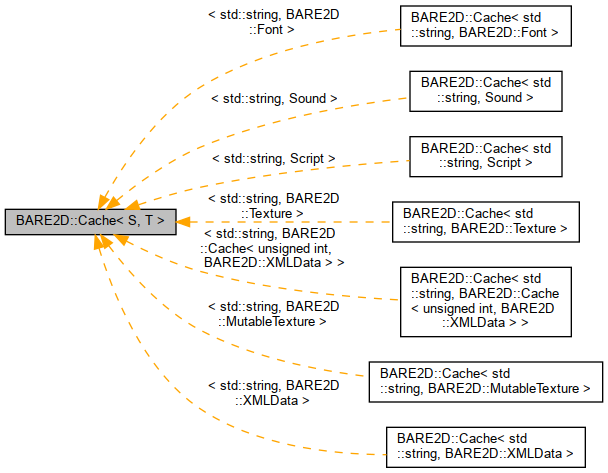 < std::string, BARE2D
::Font >
BARE2D::Cache< std
::string, BARE2D::Font >
< std::string, Sound >
BARE2D::Cache< std
::string, Sound >
< std::string, Script >
BARE2D::Cache< std
::string, Script >
BARE2D::Cache< S, T >
< std::string, BARE2D
::Texture >
BARE2D::Cache< std
::string, BARE2D::Texture >
< std::string, BARE2D
::Cache< unsigned int,
BARE2D::XMLData > >
BARE2D::Cache< std
::string, BARE2D::Cache
< unsigned int, BARE2D
::XMLData > >
< std::string, BARE2D
::MutableTexture >
BARE2D::Cache< std
::string, BARE2D::MutableTexture >
< std::string, BARE2D
::XMLData >
BARE2D::Cache< std
::string, BARE2D::XMLData >